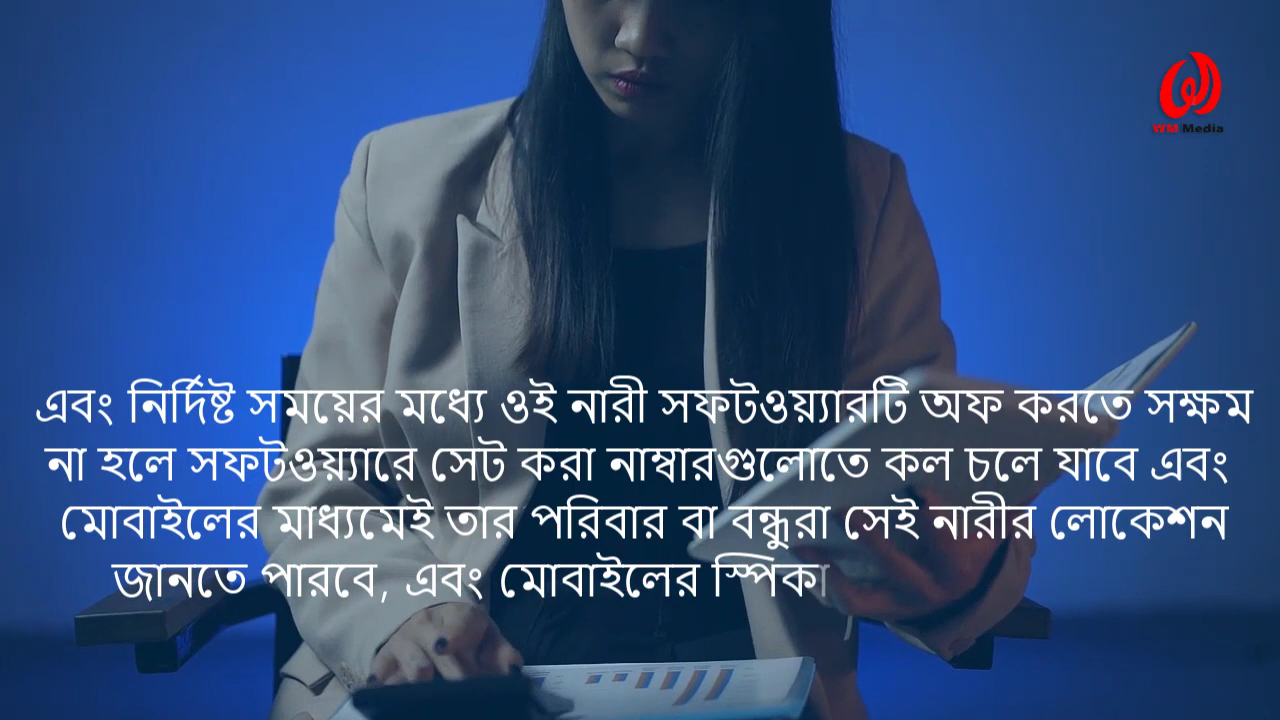 WM Media
এবং নির্দিষ্ট সময়ের মধ্যে ওই নারী সফটওয়্যারটি অফ করতে সক্ষম
না হলে সফটওয়্যারে সেট করা নাম্বারগুলোতে কল চলে যাবে এবং
মোবাইলের মাধ্যমেই তার পরিবার বা বন্ধুরা সেই নারীর লোকেশন
জানতে পারবে, এবং মোবাইলের স্পিকা